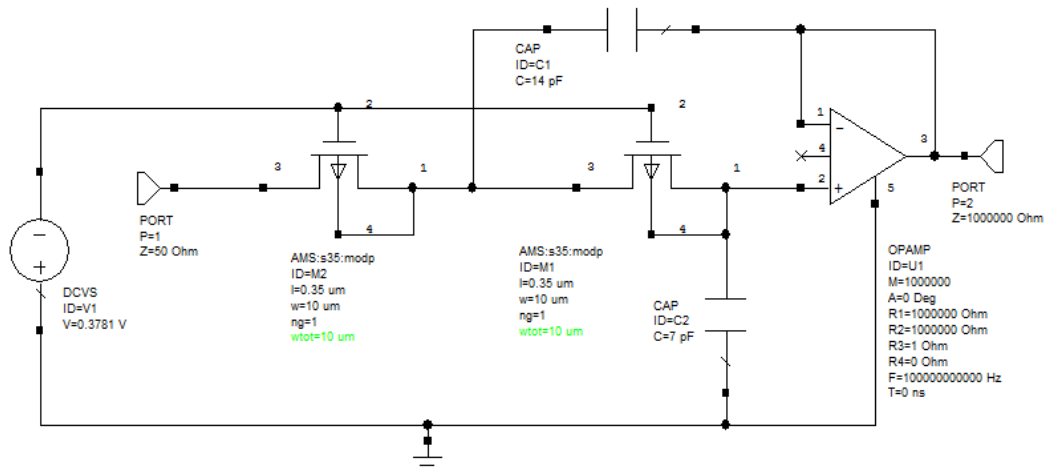 CAP
ID=C1
C=14 pF
2
2
1
3
4
2
5
3
1
3
1
4
4
PORT
P=1
Z=50 Ohm
PORT
P=2
Z=1000000 Ohm
DCVS
ID=V1
V=0.3781 V
AMS:s35:modp
ID=M2
l=0.35 um
w=10 um
ng=1
wtot=10 um
AMS:s35:modp
ID=M1
l=0.35 um
w=10 um
ng=1
wtot=10 um
CAP
ID=C2
C=7 pF
OPAMP
ID=U1
M=1000000
A=0 Deg
R1=1000000 Ohm
R2=1000000 Ohm
R3=1 Ohm
R4=0 Ohm
F=100000000000 Hz
T=0 ns